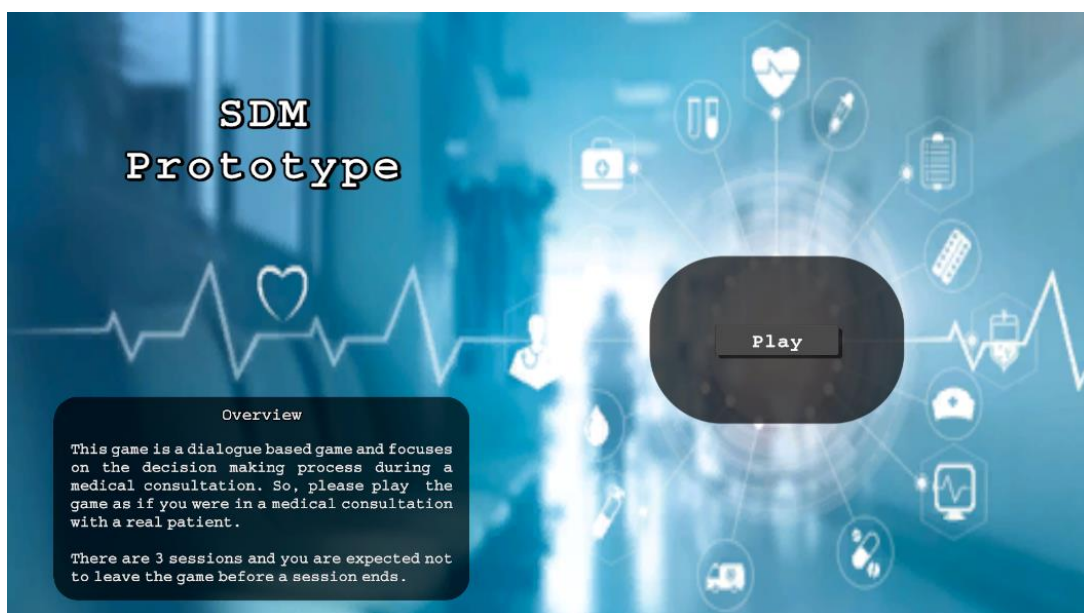 SDM
Prototype
Play
Overview
This game is a dialogue based game and focuses
on the decision making process during a
medical consultation. So, please play the
game as if you were in a medical consultation
with a real patient.
There are 3 sessions and you are expected not
to leave the game before a session ends.